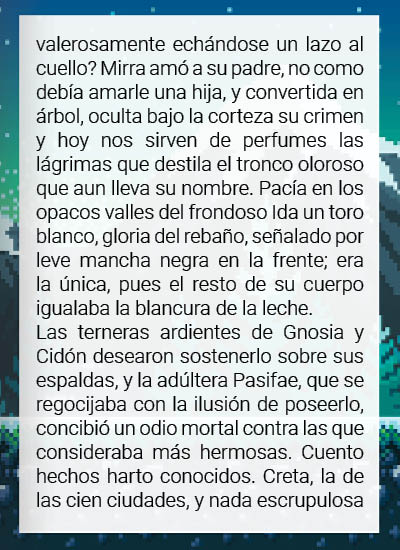 valerosamente echándose un lazo al
cuello? Mirra amó a su padre, no como
debía amarle una hija, y convertida en
árbol, oculta bajo la corteza su crimen
y hoy nos sirven de perfumes las
lágrimas que destila el tronco oloroso
que aun lleva su nombre. Pacía en los
opacos valles del frondoso Ida un toro
blanco, gloria del rebaño, señalado por
leve mancha negra en la frente; era
la única, pues el resto de su cuerpo
igualaba la blancura de la leche.
Las terneras ardientes de Gnosia y
Cidón desearon sostenerlo sobre sus
espaldas, y la adúltera Pasifae, que se
regocijaba con la ilusión de poseerlo,
concibió un odio mortal contra las que
consideraba más hermosas. Cuento
hechos harto conocidos. Creta, la de
las cien ciudades, y nada escrupulosa